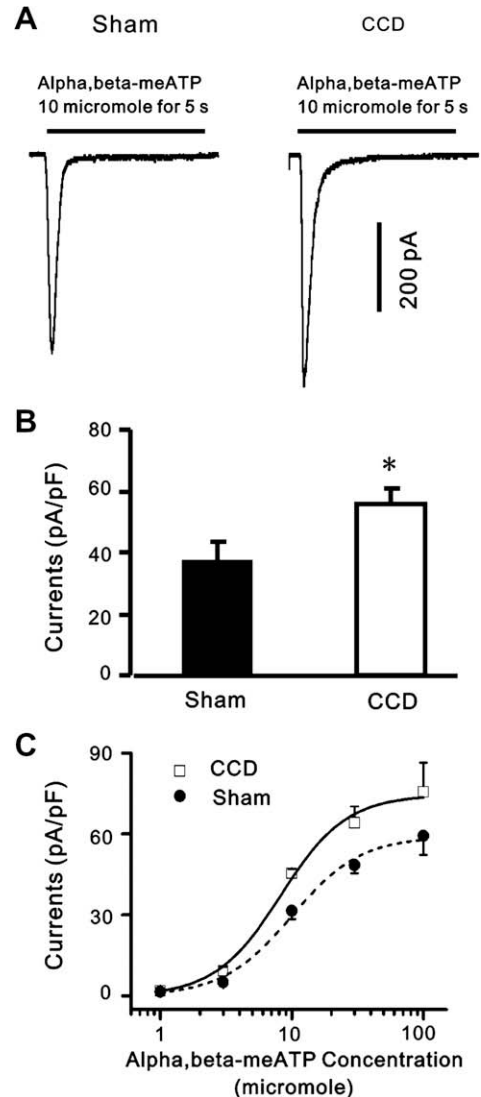 A
Sham
CCD
Alpha,beta-meATP
10 micromole for 5 s
Alpha,beta-meATP
10 micromole for 5 s
200 pA
B
80
60
40
20
0
Currents (pA/pF)
*
Sham
CCD
C
90
60
30
0
Currents (pA/pF)
CCD
Sham
1
10
100
Alpha,beta-meATP Concentration
(micromole)